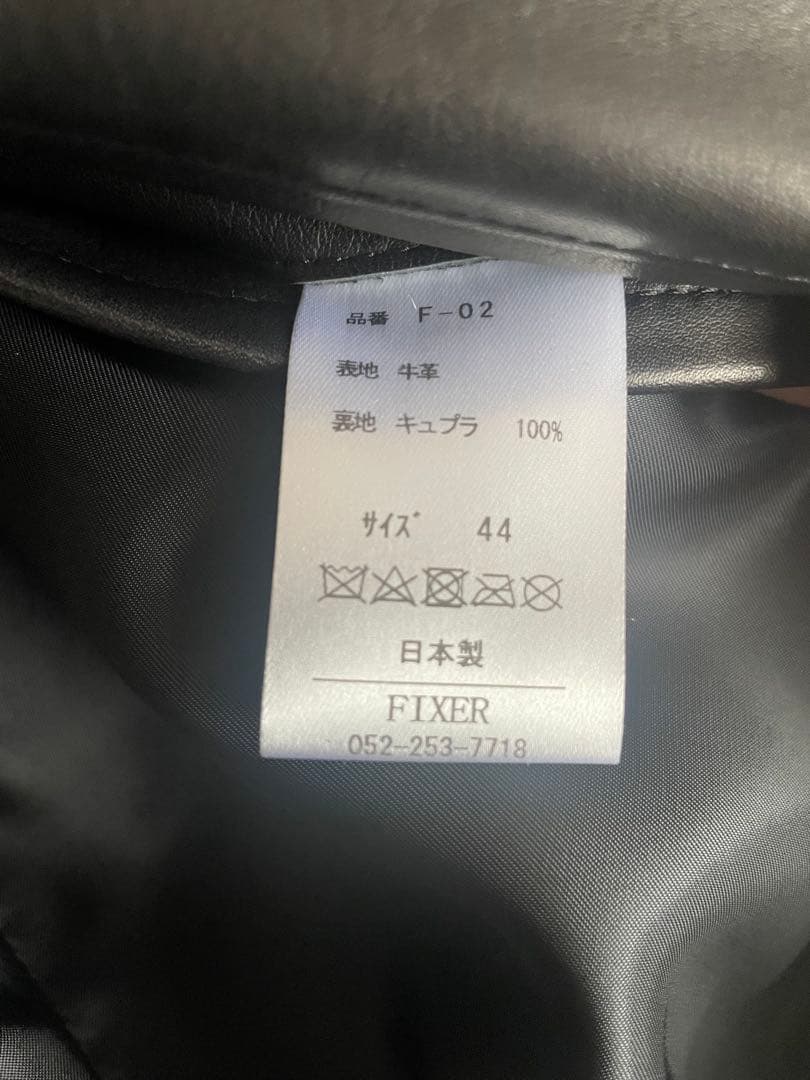 品番 F-02
表地 牛革
裏地 キュプラ 100%
サイズ 44
日本製
FIXER
052-253-7718